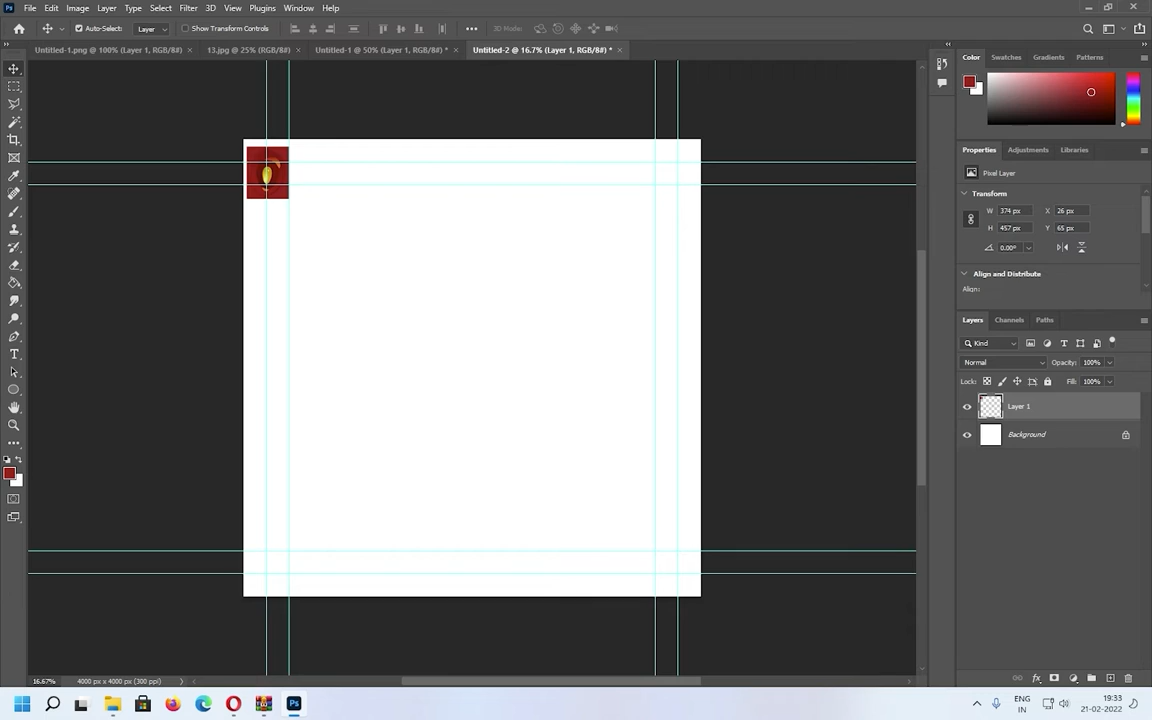 File Edit Image Layer Type Select Filter 3D View Plugins Window Help
Auto-Select: Layer Show Transform Controls 3D Mode:
Untitled-1.png @ 100% (Layer 1, RGB/8#) × 13.jpg @ 25% (RGB/8#) × Untitled-1 @ 50% (Layer 1, RGB/8#) * × Untitled-2 @ 16.7% (Layer 1, RGB/8#) * ×
Color Swatches Gradients Patterns
Properties Adjustments Libraries
Pixel Layer
Transform
W 374 px X 26 px
H 457 px Y 65 px
0.00°
Align and Distribute
Align:
Layers Channels Paths
Kind
Normal Opacity: 100%
Lock: Fill: 100%
Layer 1
Background
fx
16.67% 4000 px x 4000 px (300 ppi)
Ps
ENG
IN
19:33
21-02-2022